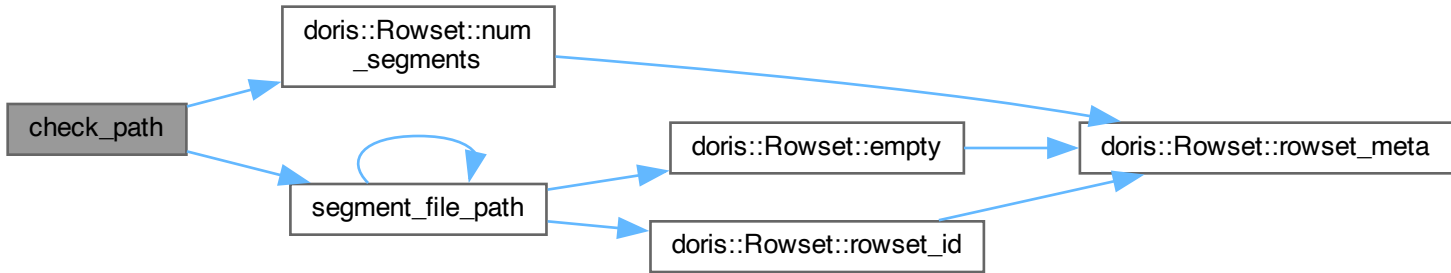 doris::Rowset::num
_segments
check_path
doris::Rowset::empty
doris::Rowset::rowset_meta
segment_file_path
doris::Rowset::rowset_id